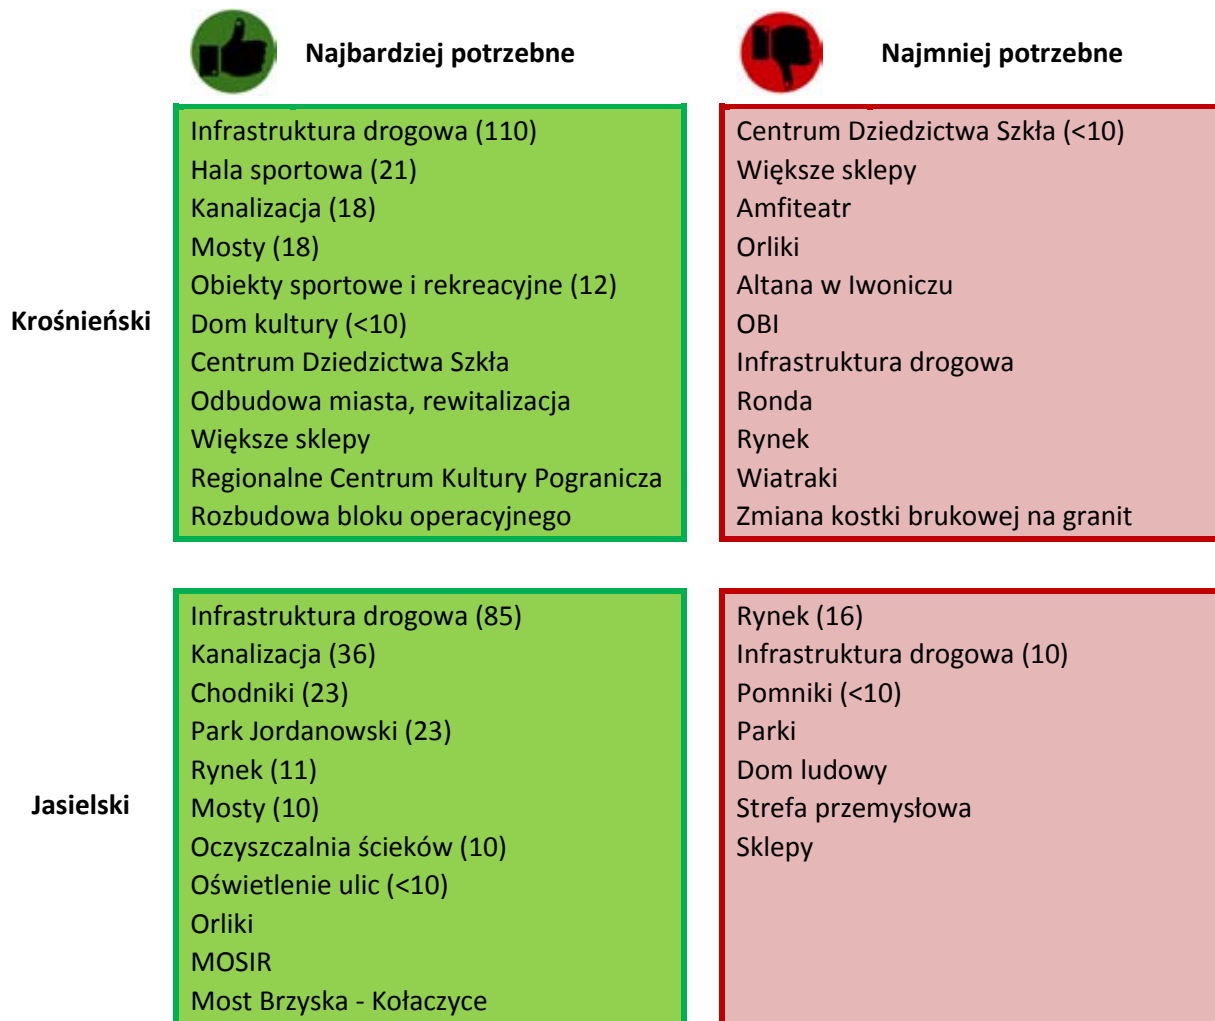 Najbardziej potrzebne
Najmniej potrzebne
Krośnieński
Infrastruktura drogowa (110)
Hala sportowa (21)
Kanalizacja (18)
Mosty (18)
Obiekty sportowe i rekreacyjne (12)
Dom kultury (<10)
Centrum Dziedzictwa Szkła
Odbudowa miasta, rewitalizacja
Większe sklepy
Regionalne Centrum Kultury Pogranicza
Rozbudowa bloku operacyjnego
Centrum Dziedzictwa Szkła (<10)
Większe sklepy
Amfiteatr
Orliki
Altana w Iwoniczu
OBI
Infrastruktura drogowa
Ronda
Rynek
Wiatraki
Zmiana kostki brukowej na granit
Jasielski
Infrastruktura drogowa (85)
Kanalizacja (36)
Chodniki (23)
Park Jordanowski (23)
Rynek (11)
Mosty (10)
Oczyszczalnia ścieków (10)
Oświetlenie ulic (<10)
Orliki
MOSIR
Most Brzyska - Kołaczyce
Rynek (16)
Infrastruktura drogowa (10)
Pomniki (<10)
Parki
Dom ludowy
Strefa przemysłowa
Sklepy